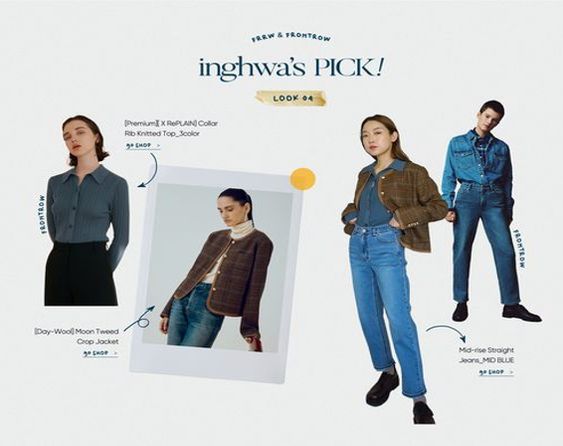 FRRW & FRONTROW
inghwa's PICK!
LOOK 04
[Premium][ X RePLAIN] Collar
Rib Knitted Top_3color
go SHOP >
FRONTROW
[Day-Wool] Moon Tweed
Crop Jacket
go SHOP >
FRONTROW
Mid-rise Straight
Jeans_MID BLUE
go SHOP >